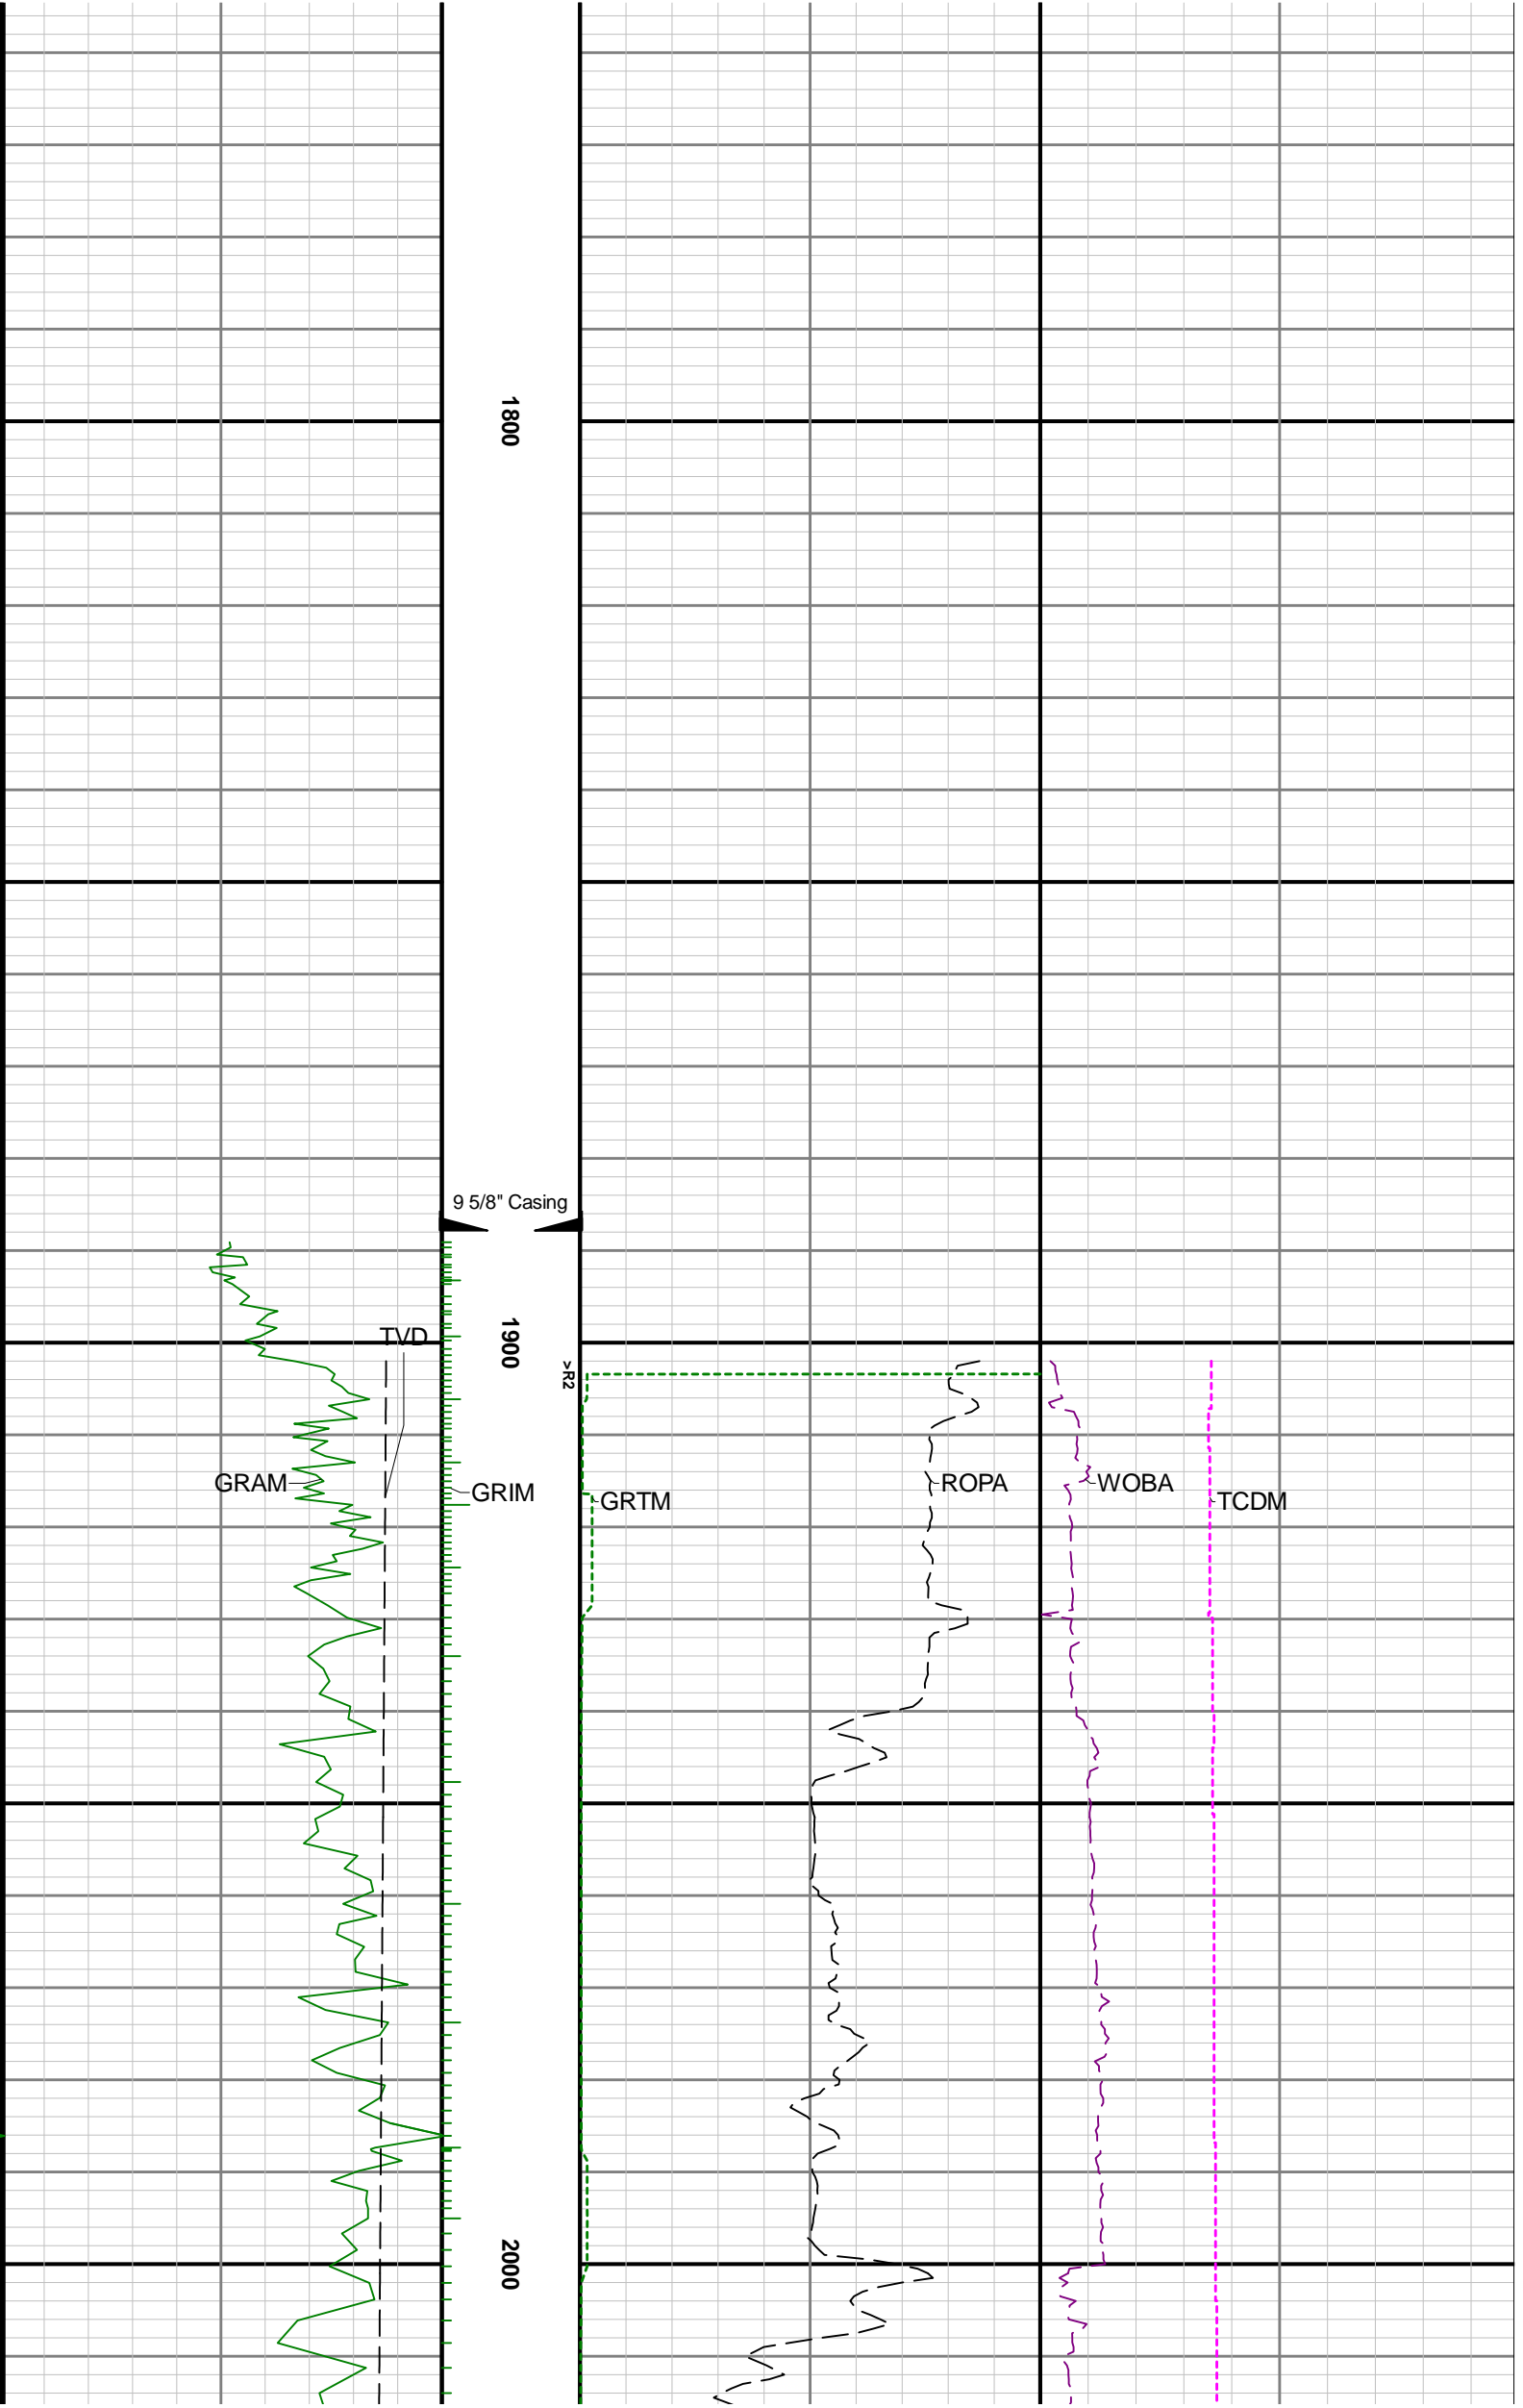 1800
9 5/8" Casing
1900
TVD
>R2
GRAM
GRIM
GRTM
ROPA
WOBA
TCDM
2000